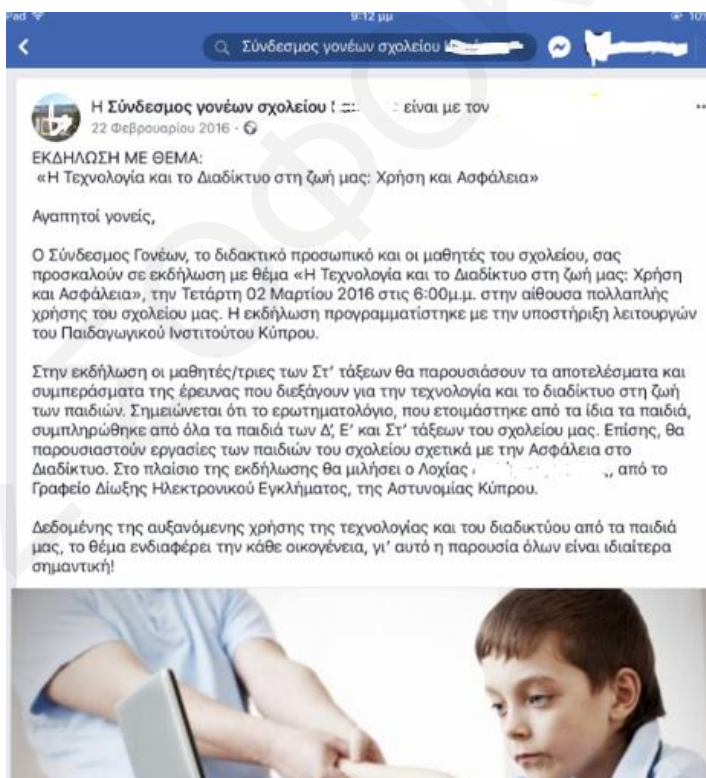 Pad
9:12 μμ
10
Σύνδεσμος γονέων σχολείου
Η Σύνδεσμος γονέων σχολείου είναι με τον
22 Φεβρουαρίου 2016 ·
ΕΚΔΗΛΩΣΗ ΜΕ ΘΕΜΑ:
«Η Τεχνολογία και το Διαδίκτυο στη ζωή μας: Χρήση και Ασφάλεια»
Αγαπητοί γονείς,
Ο Σύνδεσμος Γονέων, το διδακτικό προσωπικό και οι μαθητές του σχολείου, σας
προσκαλούν σε εκδήλωση με θέμα «Η Τεχνολογία και το Διαδίκτυο στη ζωή μας: Χρήση
και Ασφάλεια», την Τετάρτη 02 Μαρτίου 2016 στις 6:00μ.μ. στην αίθουσα πολλαπλής
χρήσης του σχολείου μας. Η εκδήλωση προγραμματίστηκε με την υποστήριξη λειτουργών
του Παιδαγωγικού Ινστιτούτου Κύπρου.
Στην εκδήλωση οι μαθητές/τριες των Στ' τάξεων θα παρουσιάσουν τα αποτελέσματα και
συμπεράσματα της έρευνας που διεξάγουν για την τεχνολογία και το διαδίκτυο στη ζωή
των παιδιών. Σημειώνεται ότι το ερωτηματολόγιο, που ετοιμάστηκε από τα ίδια τα παιδιά,
συμπληρώθηκε από όλα τα παιδιά των Δ', Ε' και Στ' τάξεων του σχολείου μας. Επίσης, θα
παρουσιαστούν εργασίες των παιδιών του σχολείου σχετικά με την Ασφάλεια στο
Διαδίκτυο. Στο πλαίσιο της εκδήλωσης θα μιλήσει ο Λοχίας , από το
Γραφείο Δίωξης Ηλεκτρονικού Εγκλήματος, της Αστυνομίας Κύπρου.
Δεδομένης της αυξανόμενης χρήσης της τεχνολογίας και του διαδικτύου από τα παιδιά
μας, το θέμα ενδιαφέρει την κάθε οικογένεια, γι' αυτό η παρουσία όλων είναι ιδιαίτερα
σημαντική!